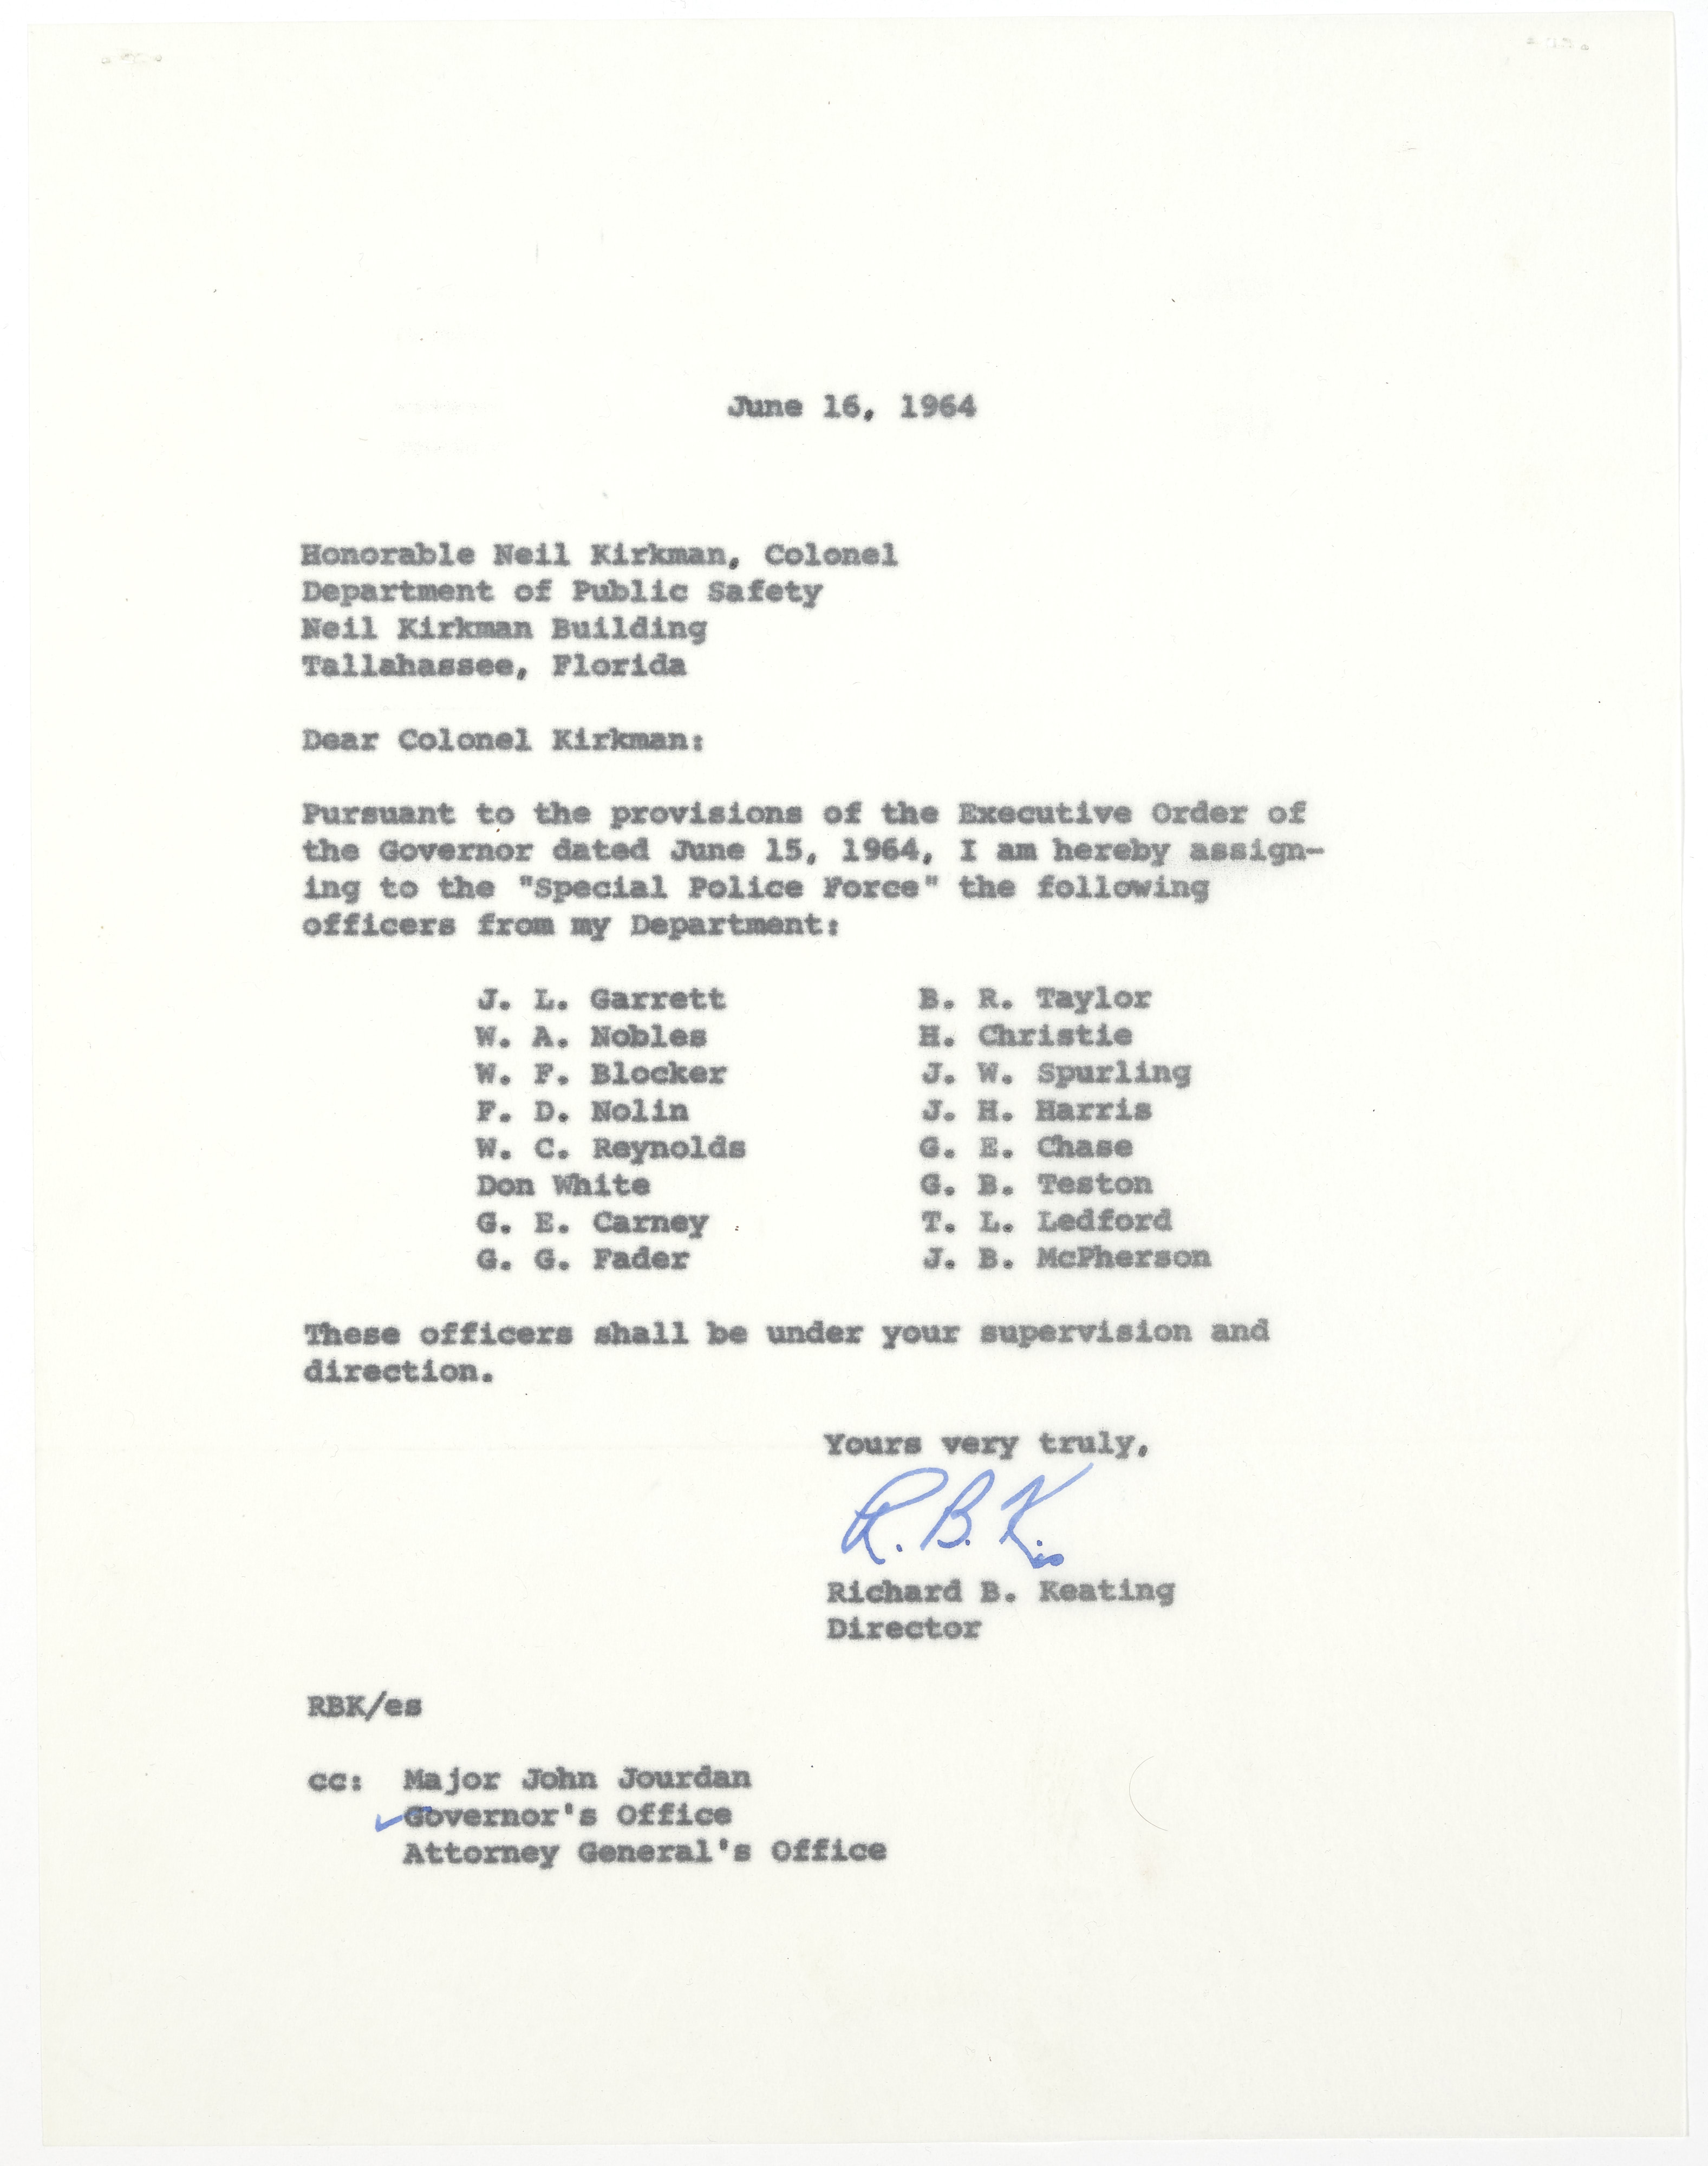 June 16, 1964
Honorable Neil Kirkman, Colonel
Department of Public Safety
Neil Kirkman Building
Tallahassee, Florida
Dear Colonel Kirkman:
Pursuant to the provisions of the Executive Order of
the Governor dated June 15, 1964, I am hereby assign-
ing to the "Special Police Force" the following
officers from my Department:
J. L. Garrett B. R. Taylor
W. A. Nobles H. Christie
W. F. Blocker J. W. Spurling
F. D. Nolin J. H. Harris
W. C. Reynolds G. E. Chase
Don White G. B. Teston
G. E. Carney T. L. Ledford
G. G. Fader J. B. McPherson
These officers shall be under your supervision and
direction.
Yours very truly,
R. B. K.
Richard B. Keating
Director
RBK/es
cc: Major John Jourdan
Governor's Office
Attorney General's Office